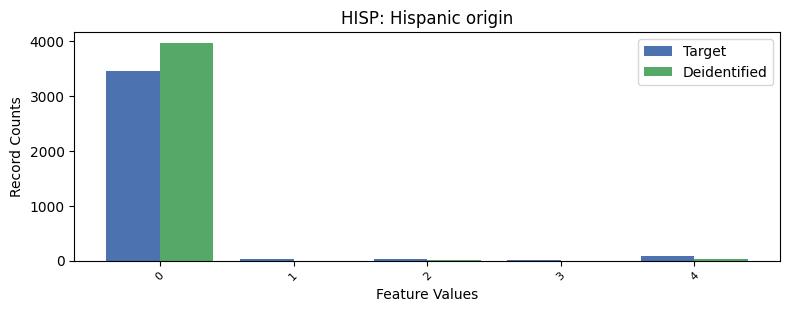 HISP: Hispanic origin
Target
Deidentified
Record Counts
4000
3000
2000
1000
0
0 1 2 3 4
Feature Values